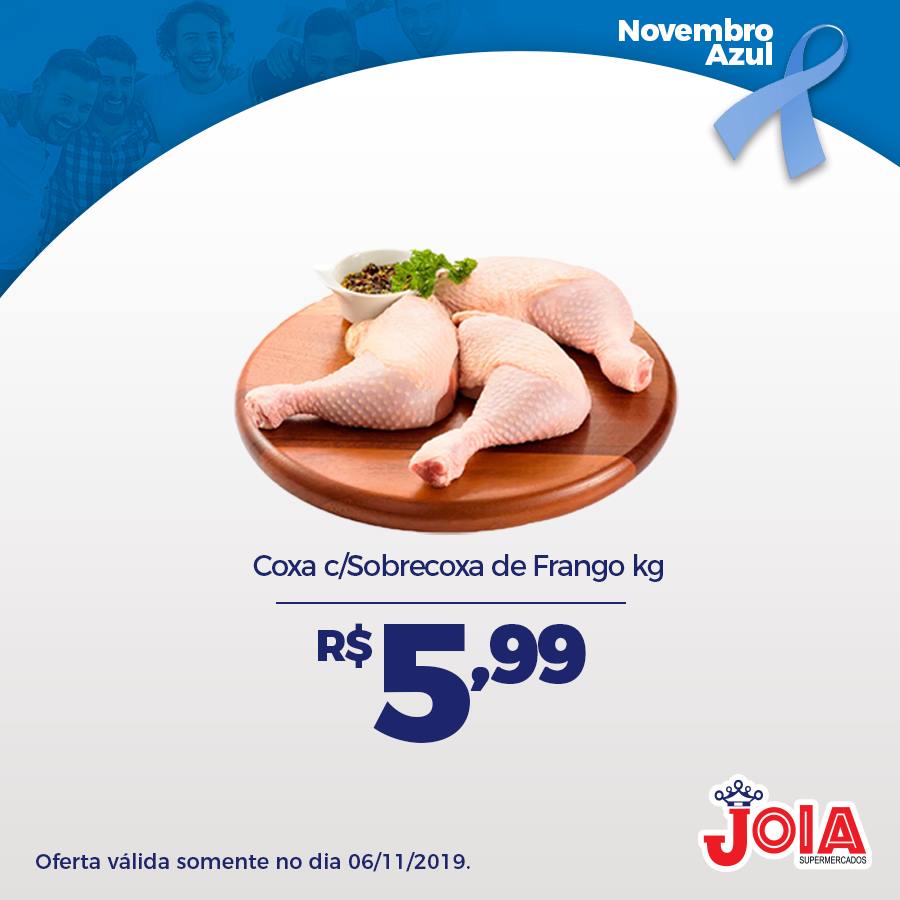 Novembro
Azul
Coxa c/Sobrecoxa de Frango kg
R$ 5,99
Oferta válida somente no dia 06/11/2019.
JOIA
SUPERMERCADOS